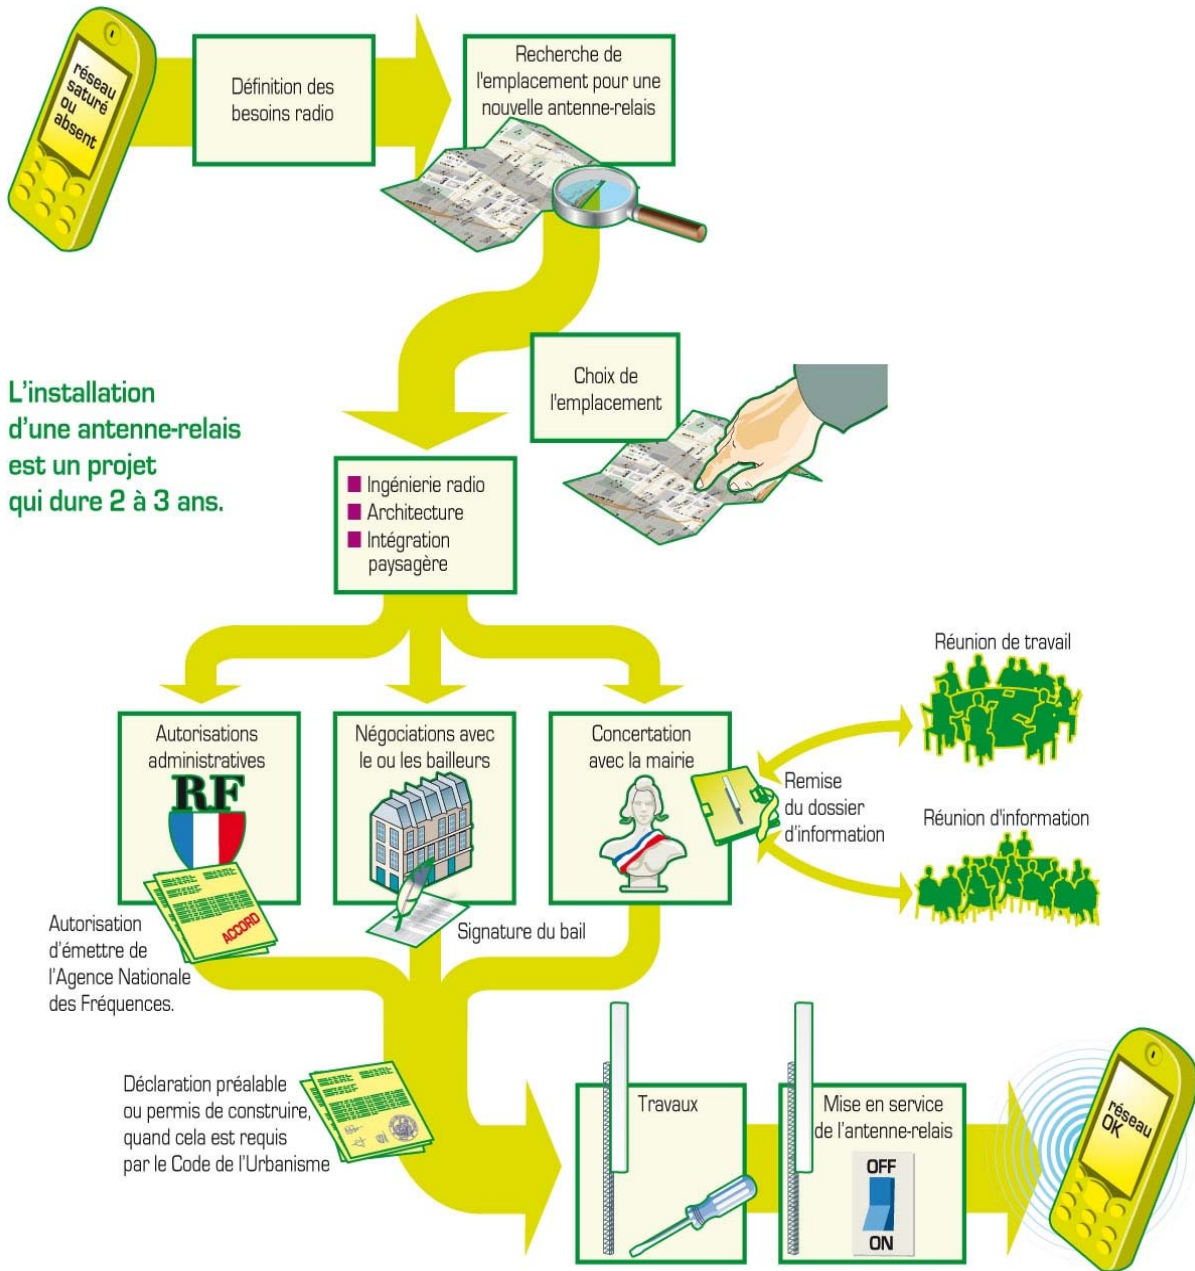 réseau
saturé
ou
absent
Définition des
besoins radio
Recherche de
l'emplacement pour une
nouvelle antenne-relais
Choix de
l'emplacement
L'installation
d'une antenne-relais
est un projet
qui dure 2 à 3 ans.
Ingénierie radio
Architecture
Intégration
paysagère
Autorisations
administratives
RF
ACCORD
Autorisation
d'émettre de
l'Agence Nationale
des Fréquences.
Négociations avec
le ou les bailleurs
Signature du bail
Concertation
avec la mairie
Remise
du dossier
d'information
Réunion de travail
Réunion d'information
Déclaration préalable
ou permis de construire,
quand cela est requis
par le Code de l'Urbanisme
Travaux
Mise en service
de l'antenne-relais
OFF
ON
réseau
OK